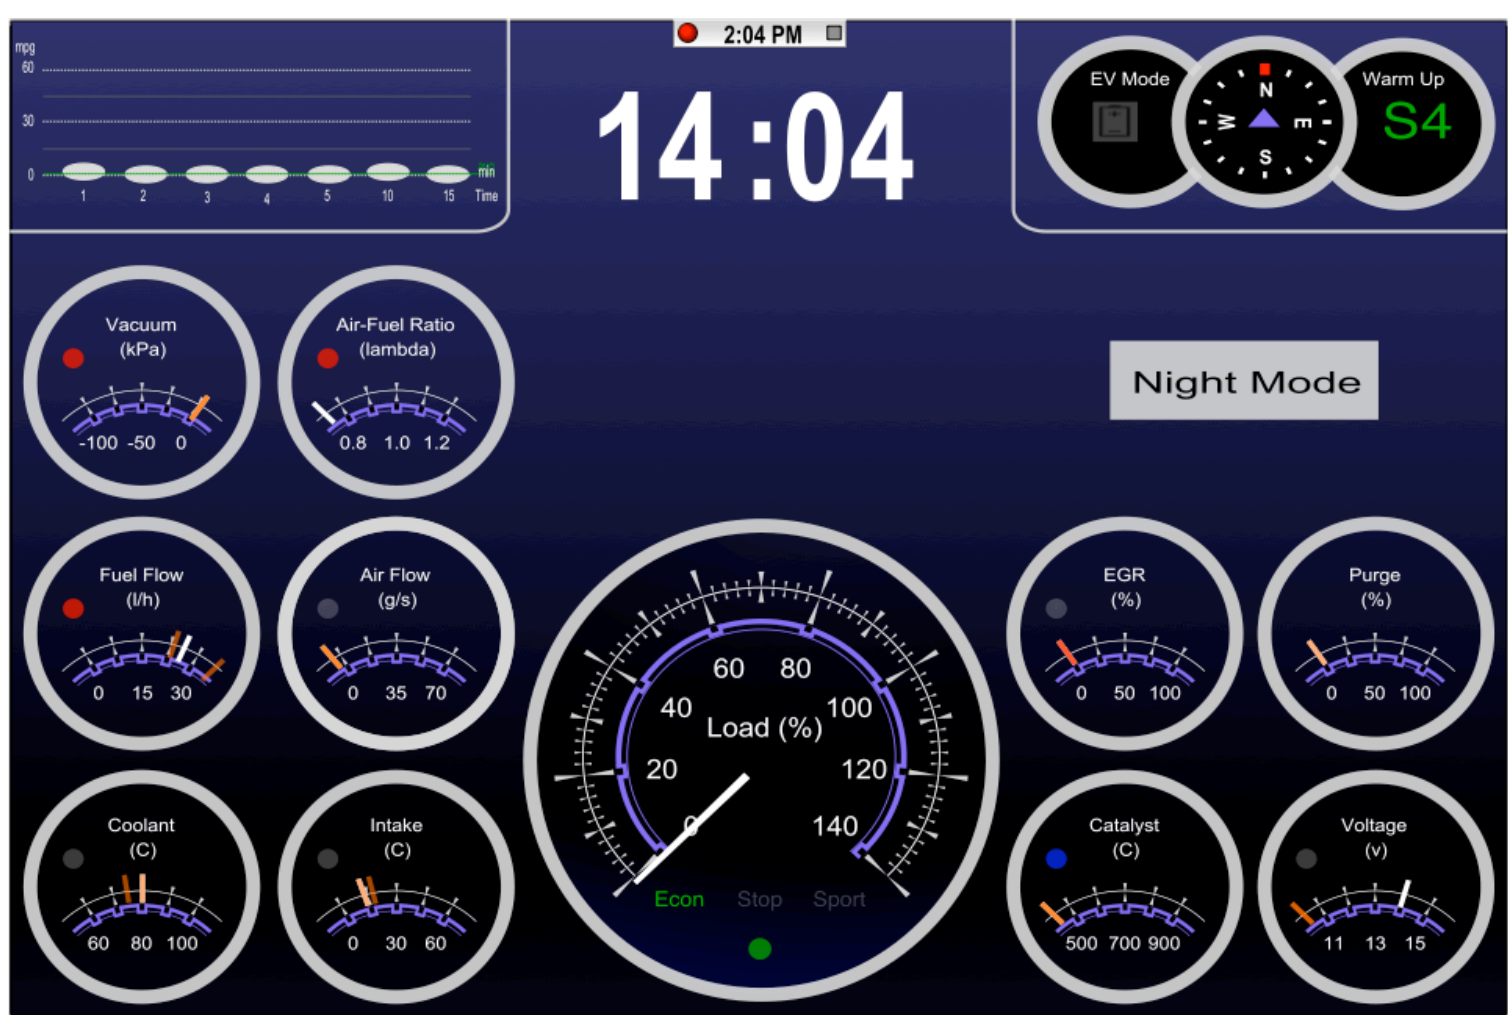 2:04 PM
mpg
60
30
0
min
1 2 3 4 5 10 15 Time
14:04
EV Mode
N
W E
S
Warm Up
S4
Vacuum
(kPa)
-100 -50 0
Air-Fuel Ratio
(lambda)
0.8 1.0 1.2
Night Mode
Fuel Flow
(l/h)
0 15 30
Air Flow
(g/s)
0 35 70
60 80
40 100
Load (%)
20 120
0 140
Econ Stop Sport
EGR
(%)
0 50 100
Purge
(%)
0 50 100
Coolant
(C)
60 80 100
Intake
(C)
0 30 60
Catalyst
(C)
500 700 900
Voltage
(v)
11 13 15